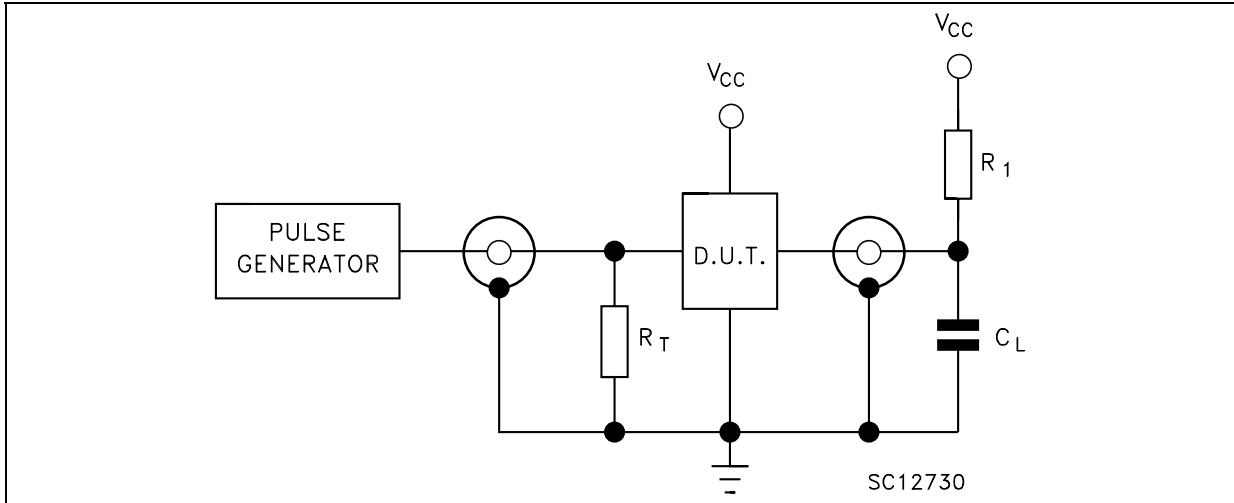 VCC
VCC
R1
PULSE
GENERATOR
D.U.T.
RT
CL
SC12730